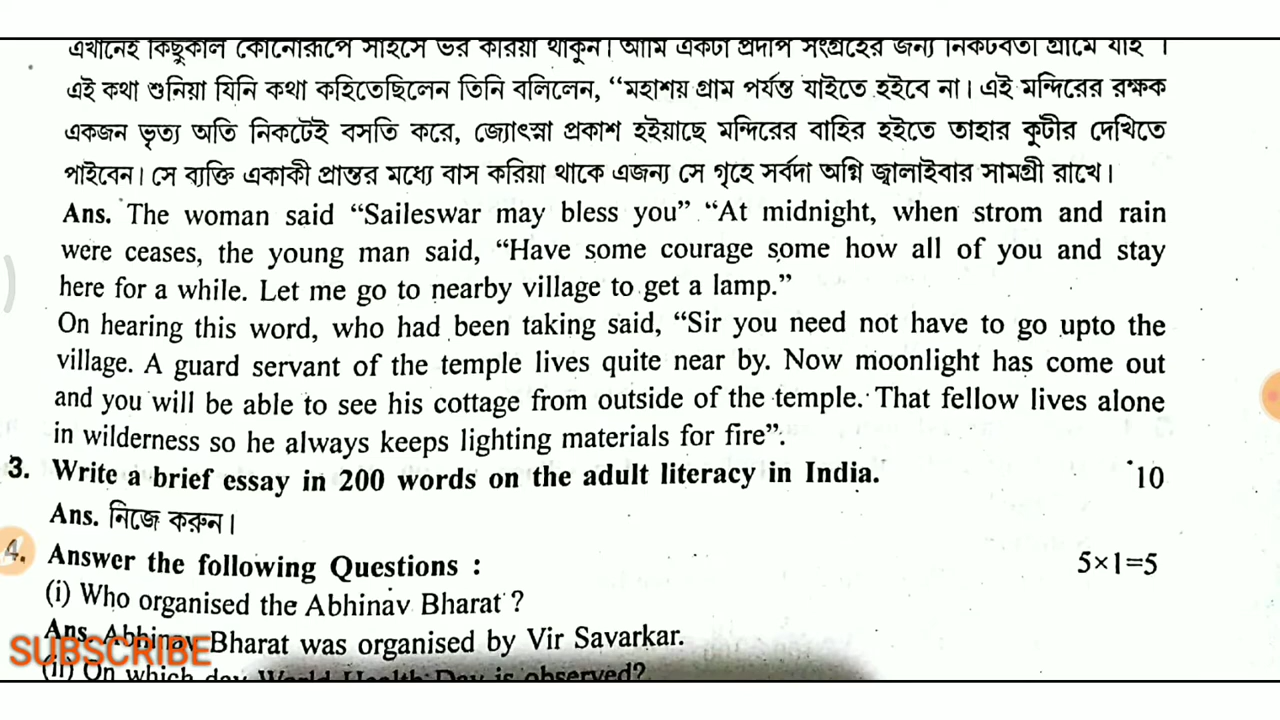 এখানেই কিছুকাল কোনোরূপে সাহসে ভর করিয়া থাকুন। আমি একটা প্রদীপ সংগ্রহের জন্য নিকটবর্তী গ্রামে যাই ।
এই কথা শুনিয়া যিনি কথা কহিতেছিলেন তিনি বলিলেন, “মহাশয় গ্রাম পর্যন্ত যাইতে হইবে না। এই মন্দিরের রক্ষক
একজন ভৃত্য অতি নিকটেই বসতি করে, জ্যোৎস্না প্রকাশ হইয়াছে মন্দিরের বাহির হইতে তাহার কুটীর দেখিতে
পাইবেন। সে ব্যক্তি একাকী প্রান্তর মধ্যে বাস করিয়া থাকে এজন্য সে গৃহে সর্বদা অগ্নি জ্বালাইবার সামগ্রী রাখে।
Ans. The woman said “Saileswar may bless you” “At midnight, when strom and rain
were ceases, the young man said, “Have some courage some how all of you and stay
here for a while. Let me go to nearby village to get a lamp.”
On hearing this word, who had been taking said, “Sir you need not have to go upto the
village. A guard servant of the temple lives quite near by. Now moonlight has come out
and you will be able to see his cottage from outside of the temple. That fellow lives alone
in wilderness so he always keeps lighting materials for fire”.
3. Write a brief essay in 200 words on the adult literacy in India. 10
Ans. নিজে করুন।
4. Answer the following Questions : 5×1=5
(i) Who organised the Abhinav Bharat ?
Ans. Abhinav Bharat was organised by Vir Savarkar.
SUBSCRIBE
(ii) On which day World Health Day is observed?